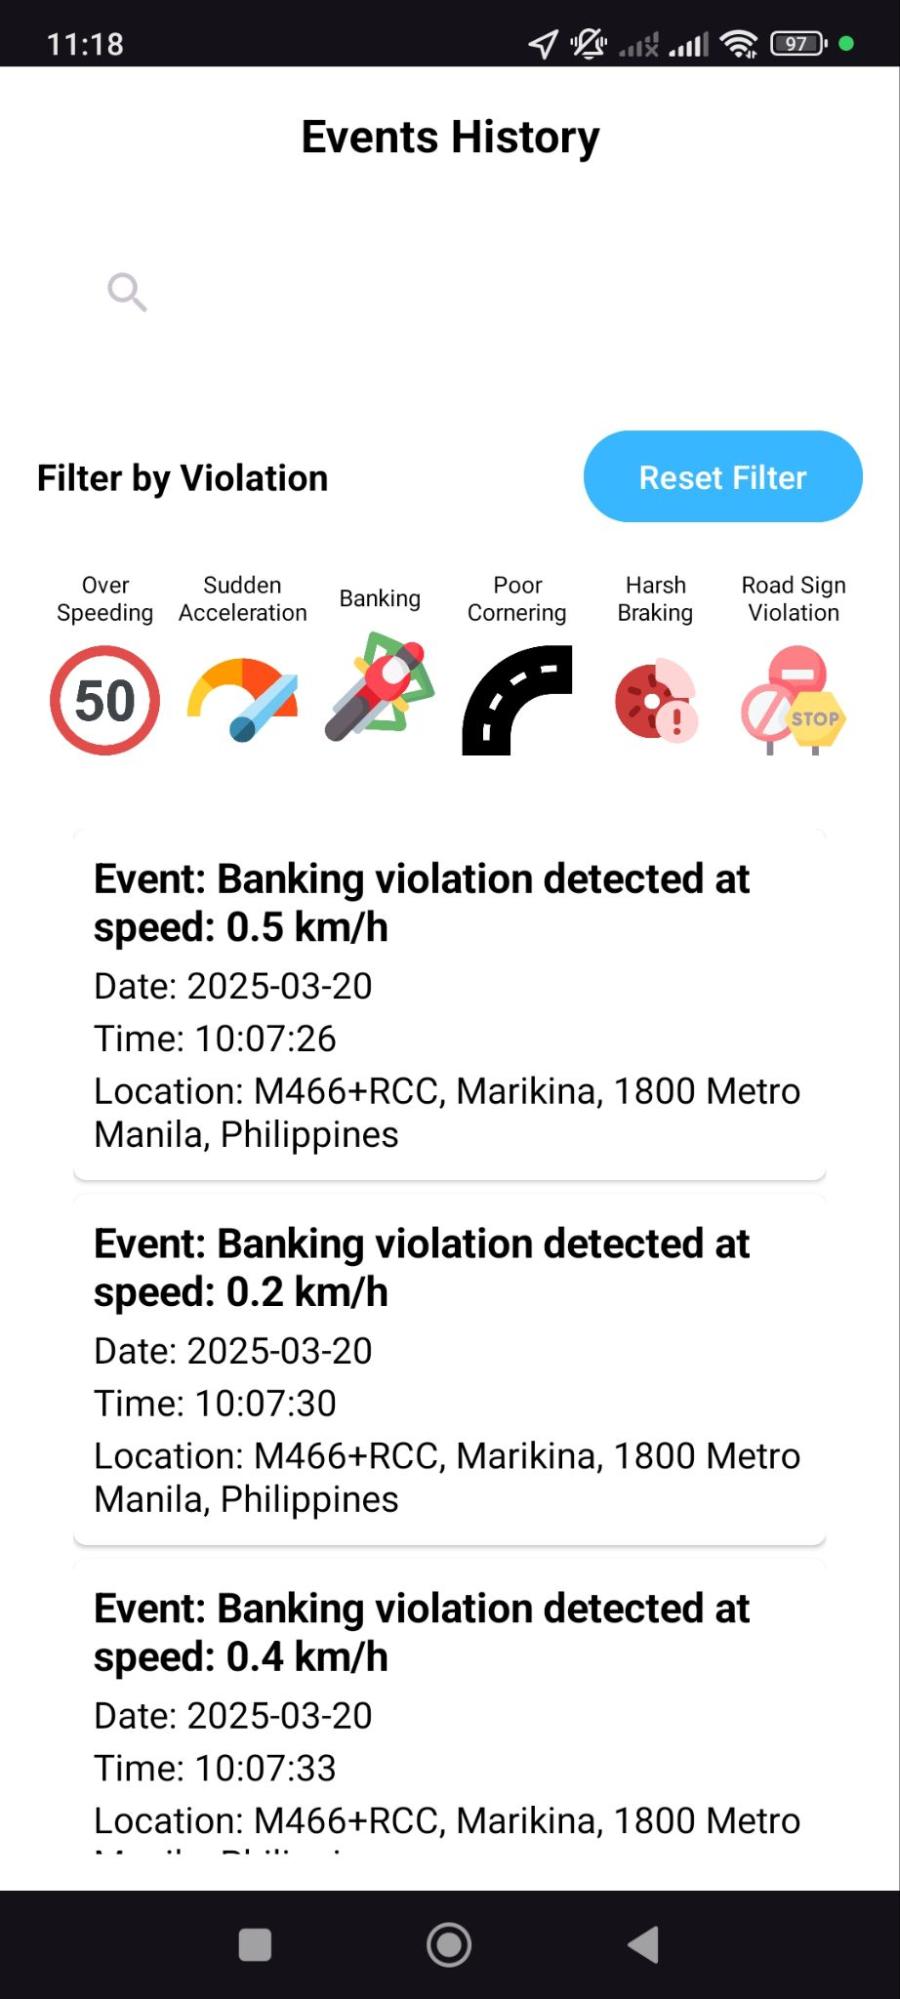 11:18
97
Events History
Filter by Violation
Reset Filter
Over
Speeding
Sudden
Acceleration
Banking
Poor
Cornering
Harsh
Braking
Road Sign
Violation
50
STOP
Event: Banking violation detected at
speed: 0.5 km/h
Date: 2025-03-20
Time: 10:07:26
Location: M466+RCC, Marikina, 1800 Metro
Manila, Philippines
Event: Banking violation detected at
speed: 0.2 km/h
Date: 2025-03-20
Time: 10:07:30
Location: M466+RCC, Marikina, 1800 Metro
Manila, Philippines
Event: Banking violation detected at
speed: 0.4 km/h
Date: 2025-03-20
Time: 10:07:33
Location: M466+RCC, Marikina, 1800 Metro